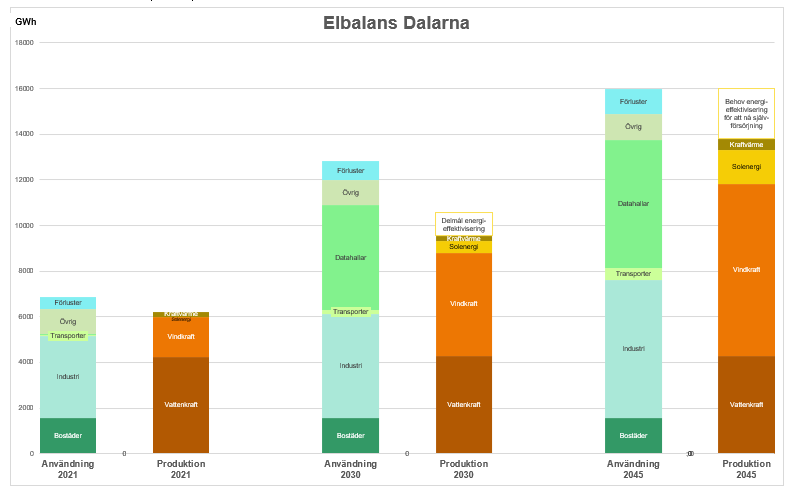 GWh
Elbalans Dalarna
18000
16000
14000
12000
10000
8000
6000
4000
2000
0
Förluster
Övrig
Transporter
Industri
Bostäder
Kraftvärme
Solenergi
Vindkraft
Vattenkraft
Förluster
Övrig
Datahallar
Transporter
Industri
Bostäder
Delmål energi-
effektivisering
Kraftvärme
Solenergi
Vindkraft
Vattenkraft
Förluster
Övrig
Datahallar
Transporter
Industri
Bostäder
Behov energi-
effektivisering
för att nå själv-
försörjning
Kraftvärme
Solenergi
Vindkraft
Vattenkraft
0
0
Användning
2021
Produktion
2021
Användning
2030
Produktion
2030
Användning
2045
Produktion
2045